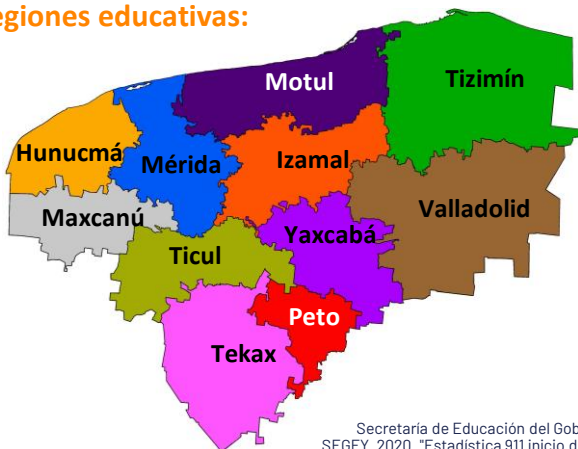 egiones educativas:
Motul
Tizimín
Hunucmá
Mérida
Izamal
Maxcanú
Valladolid
Ticul
Yaxcabá
Peto
Tekax
Secretaría de Educación del Gob
SEGEY, 2020. "Estadística 911 inicio d